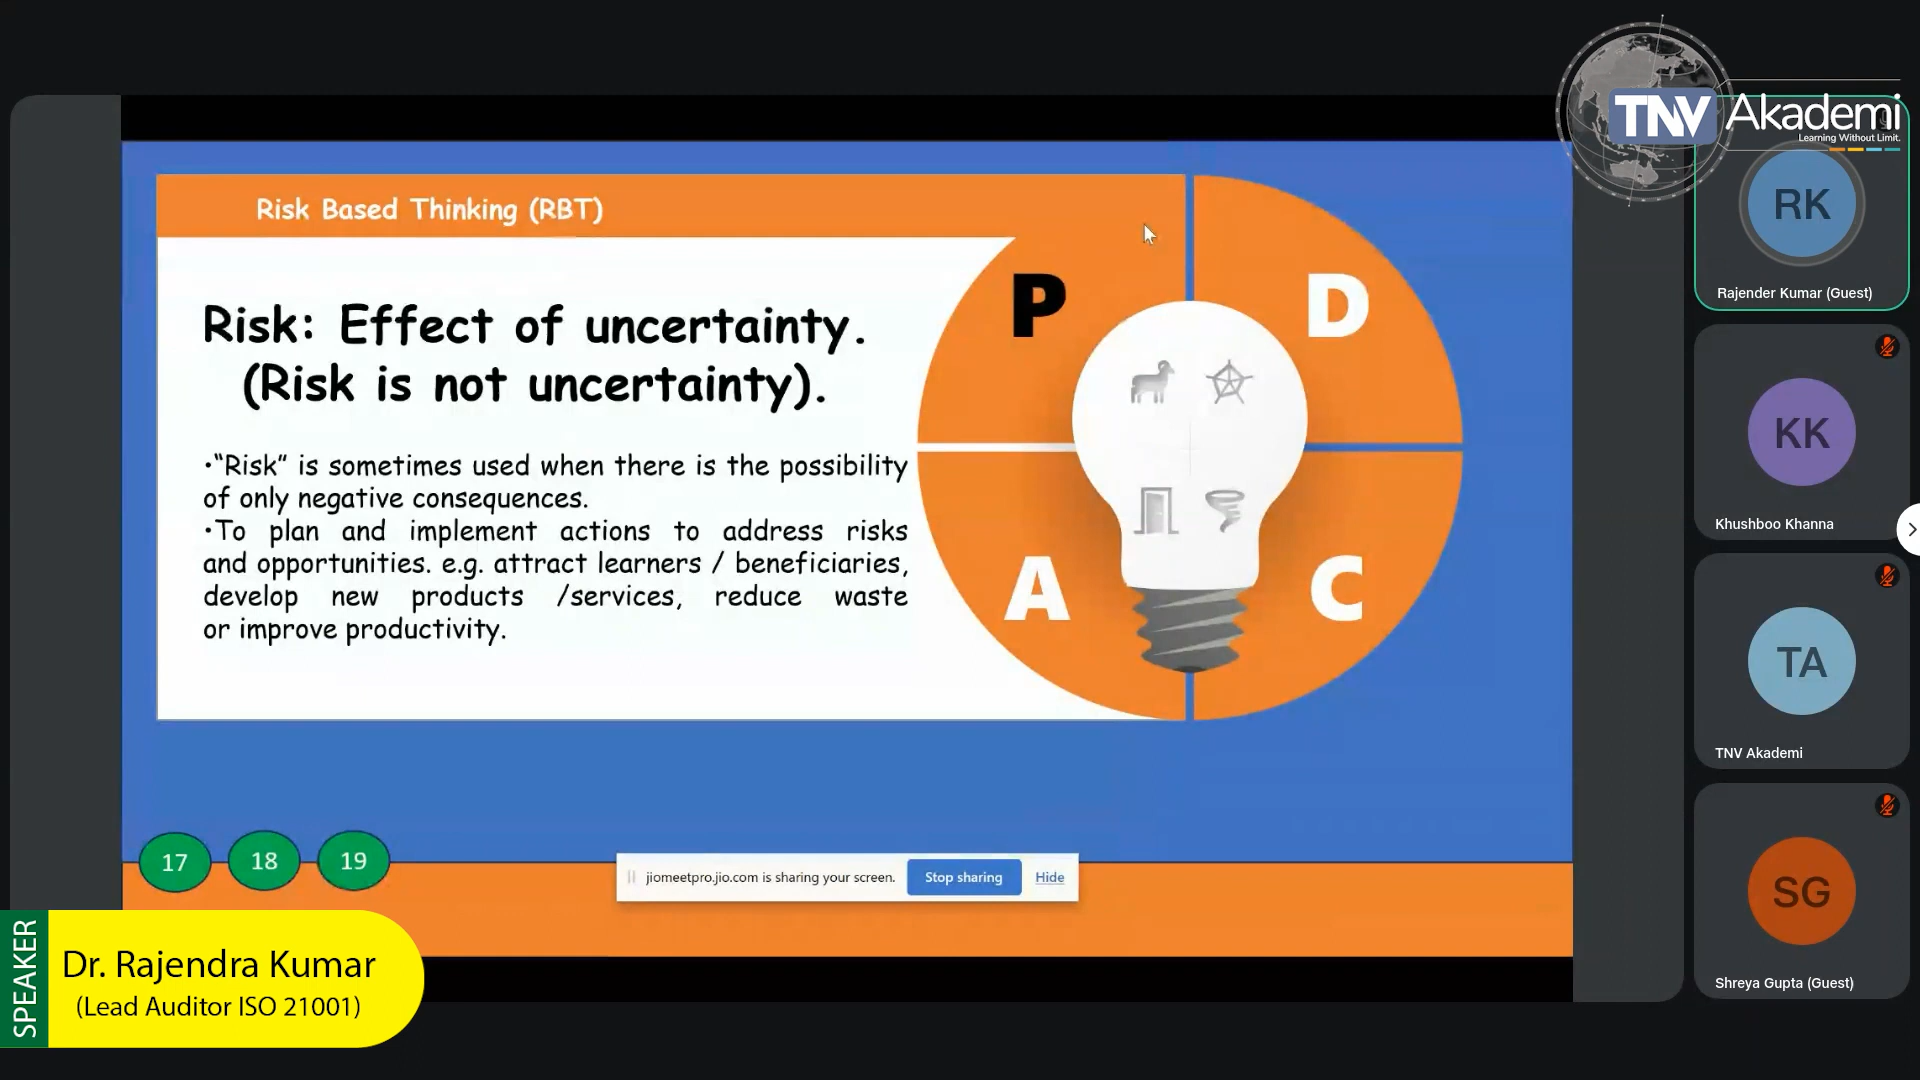 TNV Akademi
Learning Without Limit.
Risk Based Thinking (RBT)
Risk: Effect of uncertainty.
(Risk is not uncertainty).
•“Risk” is sometimes used when there is the possibility
of only negative consequences.
•To plan and implement actions to address risks
and opportunities. e.g. attract learners / beneficiaries,
develop new products /services, reduce waste
or improve productivity.
P
D
A
C
17 18 19
jiomeetpro.jio.com is sharing your screen. Stop sharing Hide
SPEAKER
Dr. Rajendra Kumar
(Lead Auditor ISO 21001)
RK
Rajender Kumar (Guest)
KK
Khushboo Khanna
TA
TNV Akademi
SG
Shreya Gupta (Guest)